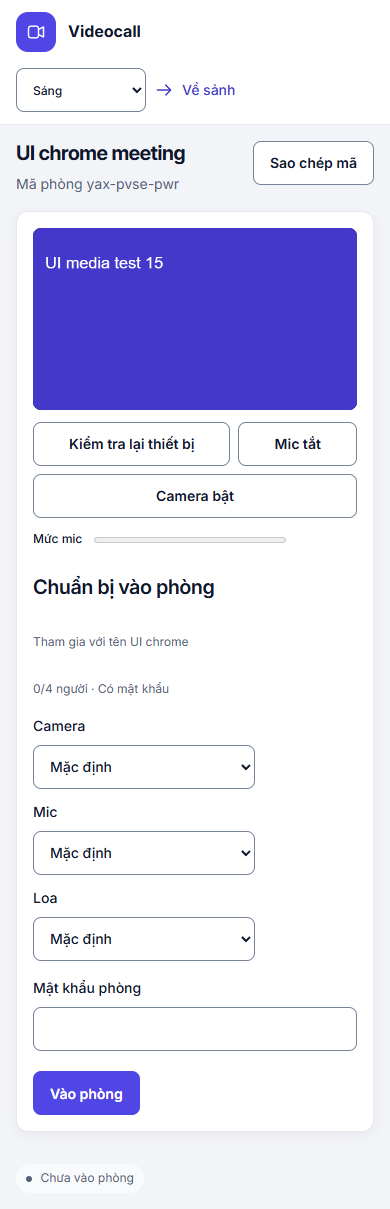 Videocall
Sáng
Về sảnh
UI chrome meeting
Mã phòng yax-pvse-pwr
Sao chép mã
UI media test 15
Kiểm tra lại thiết bị
Mic tắt
Camera bật
Mức mic
Chuẩn bị vào phòng
Tham gia với tên UI chrome
0/4 người · Có mật khẩu
Camera
Mặc định
Mic
Mặc định
Loa
Mặc định
Mật khẩu phòng
Vào phòng
Chưa vào phòng